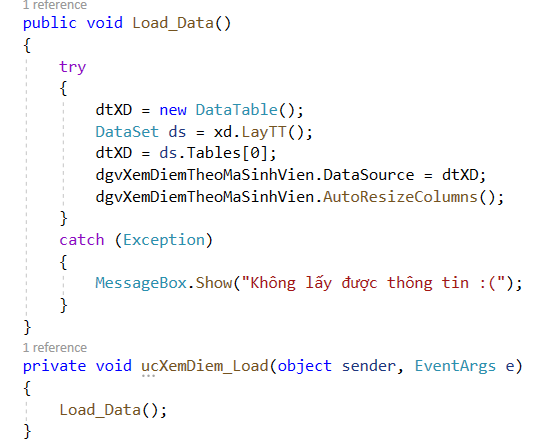 1 reference
public void Load_Data()
{
try
{
dtXD = new DataTable();
DataSet ds = xd.LayTT();
dtXD = ds.Tables[0];
dgvXemDiemTheoMaSinhVien.DataSource = dtXD;
dgvXemDiemTheoMaSinhVien.AutoResizeColumns();
}
catch (Exception)
{
MessageBox.Show("Không lấy được thông tin :(");
}
}
1 reference
private void ucXemDiem_Load(object sender, EventArgs e)
{
Load_Data();
}